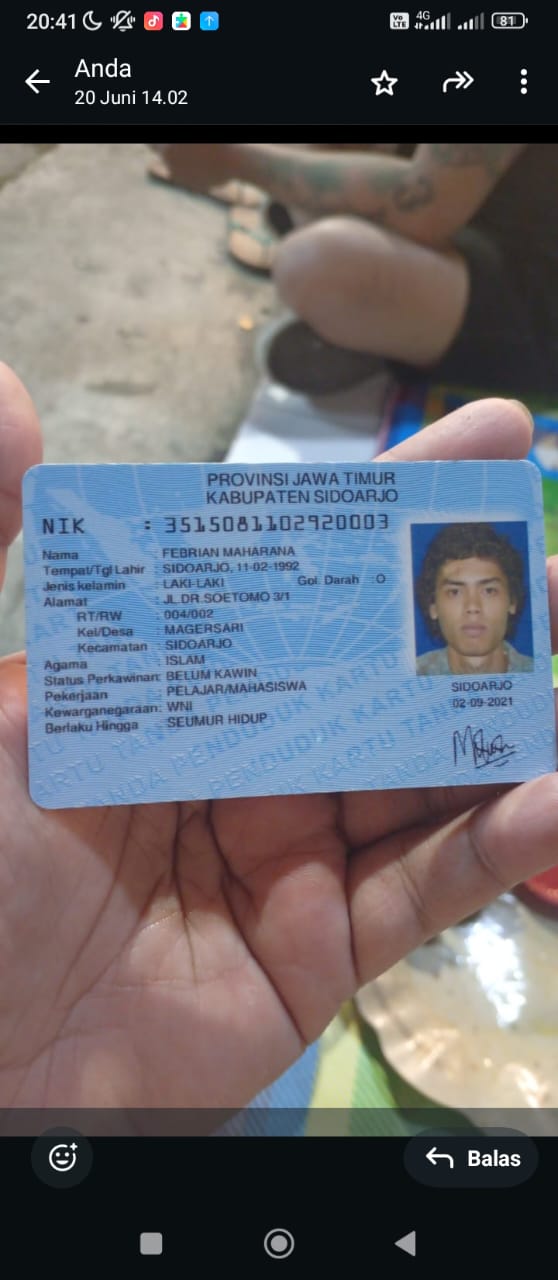 20:41
Vo LTE 4G 81
Anda
20 Juni 14.02
PROVINSI JAWA TIMUR
KABUPATEN SIDOARJO
NIK : 3515081102920003
Nama : FEBRIAN MAHARANA
Tempat/Tgl Lahir : SIDOARJO, 11-02-1992
Jenis kelamin : LAKI-LAKI Gol. Darah : O
Alamat : JL.DR.SOETOMO 3/1
RT/RW : 004/002
Kel/Desa : MAGERSARI
Kecamatan : SIDOARJO
Agama : ISLAM
Status Perkawinan: BELUM KAWIN
Pekerjaan : PELAJAR/MAHASISWA
Kewarganegaraan: WNI
Berlaku Hingga : SEUMUR HIDUP
SIDOARJO
02-09-2021
Balas